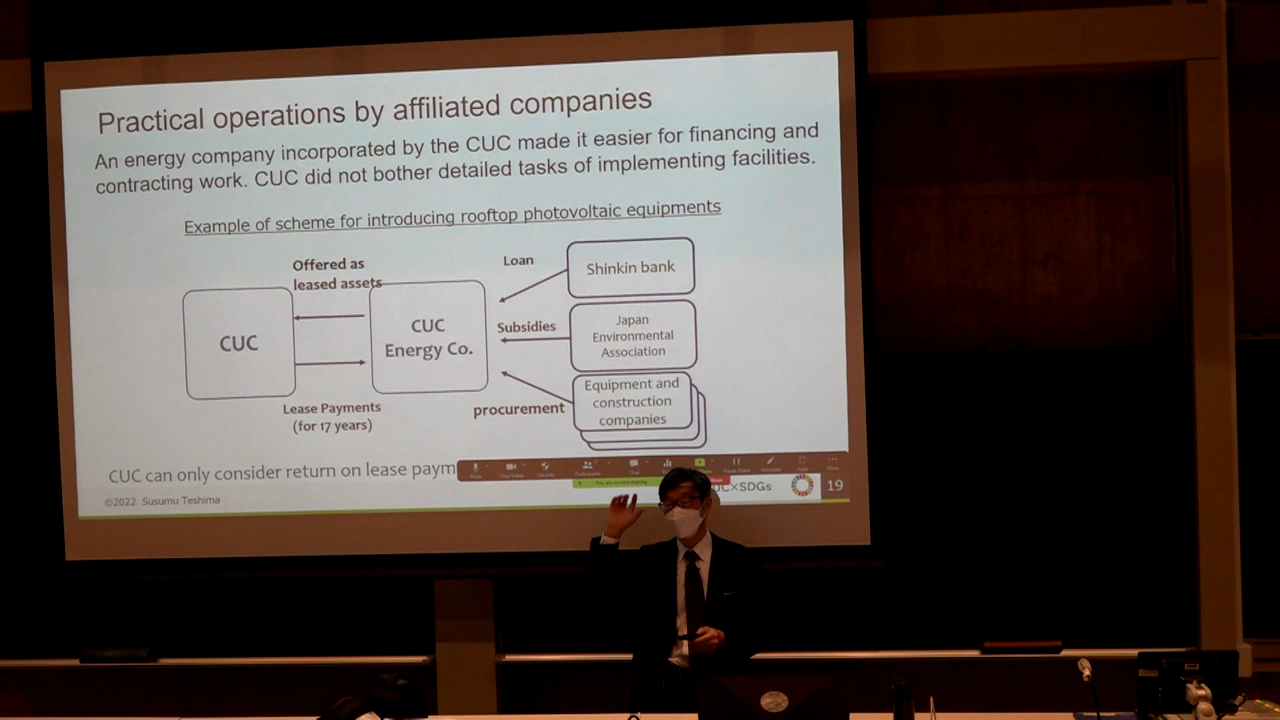 Practical operations by affiliated companies
An energy company incorporated by the CUC made it easier for financing and
contracting work. CUC did not bother detailed tasks of implementing facilities.
Example of scheme for introducing rooftop photovoltaic equipments
Offered as
leased assets
Loan
Shinkin bank
CUC
CUC
Energy Co.
Subsidies
Japan
Environmental
Association
Equipment and
construction
companies
procurement
Lease Payments
(for 17 years)
CUC can only consider return on lease paym
©2022 Susumu Teshima
×SDGs
19